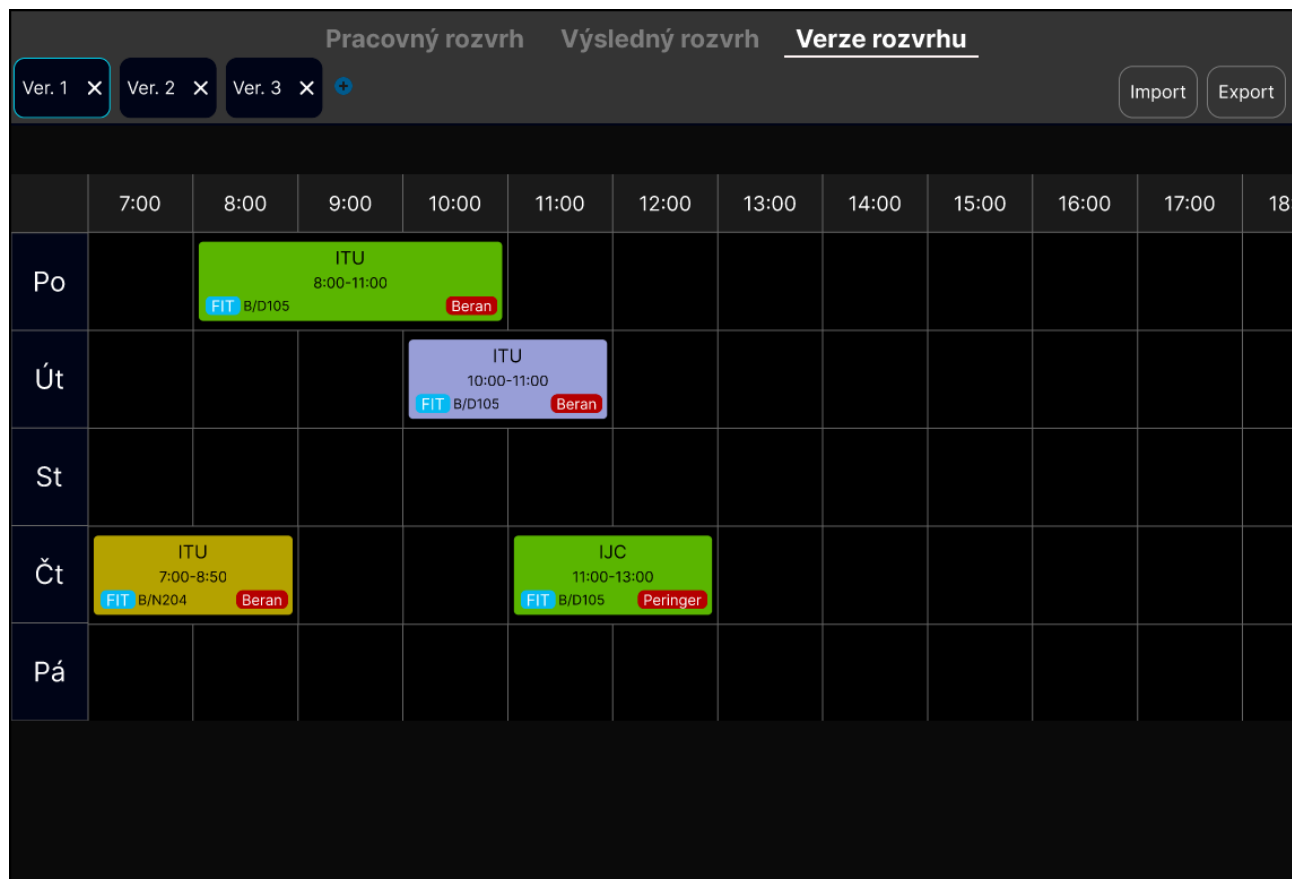 Pracovný rozvrh Výsledný rozvrh Verze rozvrhu
Ver. 1 Ver. 2 Ver. 3 Import Export
7:00 8:00 9:00 10:00 11:00 12:00 13:00 14:00 15:00 16:00 17:00 18:
Po
ITU
8:00-11:00
FIT B/D105 Beran
Út
ITU
10:00-11:00
FIT B/D105 Beran
St
Čt
ITU
7:00-8:50
FIT B/N204 Beran
IJC
11:00-13:00
FIT B/D105 Peringer
Pá